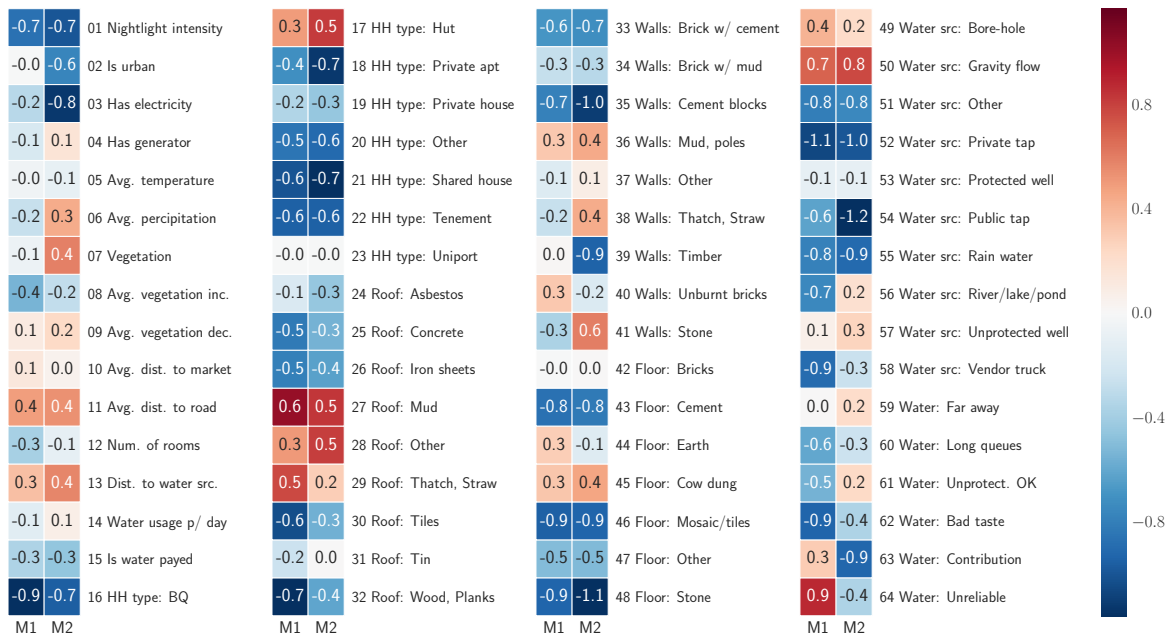 -0.7 -0.7 01 Nightlight intensity
-0.0 -0.6 02 Is urban
-0.2 -0.8 03 Has electricity
-0.1 0.1 04 Has generator
-0.0 -0.1 05 Avg. temperature
-0.2 0.3 06 Avg. percipitation
-0.1 0.4 07 Vegetation
-0.4 -0.2 08 Avg. vegetation inc.
0.1 0.2 09 Avg. vegetation dec.
0.1 0.0 10 Avg. dist. to market
0.4 0.4 11 Avg. dist. to road
-0.3 -0.1 12 Num. of rooms
0.3 0.4 13 Dist. to water src.
-0.1 0.1 14 Water usage p/ day
-0.3 -0.3 15 Is water payed
-0.9 -0.7 16 HH type: BQ
M1 M2
0.3 0.5 17 HH type: Hut
-0.4 -0.7 18 HH type: Private apt
-0.2 -0.3 19 HH type: Private house
-0.5 -0.6 20 HH type: Other
-0.6 -0.7 21 HH type: Shared house
-0.6 -0.6 22 HH type: Tenement
-0.0 -0.0 23 HH type: Uniport
-0.1 -0.3 24 Roof: Asbestos
-0.5 -0.3 25 Roof: Concrete
-0.5 -0.4 26 Roof: Iron sheets
0.6 0.5 27 Roof: Mud
0.3 0.5 28 Roof: Other
0.5 0.2 29 Roof: Thatch, Straw
-0.6 -0.3 30 Roof: Tiles
-0.2 0.0 31 Roof: Tin
-0.7 -0.4 32 Roof: Wood, Planks
M1 M2
-0.6 -0.7 33 Walls: Brick w/ cement
-0.3 -0.3 34 Walls: Brick w/ mud
-0.7 -1.0 35 Walls: Cement blocks
0.3 0.4 36 Walls: Mud, poles
-0.1 0.1 37 Walls: Other
-0.2 0.4 38 Walls: Thatch, Straw
0.0 -0.9 39 Walls: Timber
0.3 -0.2 40 Walls: Unburnt bricks
-0.3 0.6 41 Walls: Stone
-0.0 0.0 42 Floor: Bricks
-0.8 -0.8 43 Floor: Cement
0.3 -0.1 44 Floor: Earth
0.3 0.4 45 Floor: Cow dung
-0.9 -0.9 46 Floor: Mosaic/tiles
-0.5 -0.5 47 Floor: Other
-0.9 -1.1 48 Floor: Stone
M1 M2
0.4 0.2 49 Water src: Bore-hole
0.7 0.8 50 Water src: Gravity flow
-0.8 -0.8 51 Water src: Other
-1.1 -1.0 52 Water src: Private tap
-0.1 -0.1 53 Water src: Protected well
-0.6 -1.2 54 Water src: Public tap
-0.8 -0.9 55 Water src: Rain water
-0.7 0.2 56 Water src: River/lake/pond
0.1 0.3 57 Water src: Unprotected well
-0.9 -0.3 58 Water src: Vendor truck
0.0 0.2 59 Water: Far away
-0.6 -0.3 60 Water: Long queues
-0.5 0.2 61 Water: Unprotect. OK
-0.9 -0.4 62 Water: Bad taste
0.3 -0.9 63 Water: Contribution
0.9 -0.4 64 Water: Unreliable
M1 M2
0.8
0.4
0.0
−0.4
−0.8